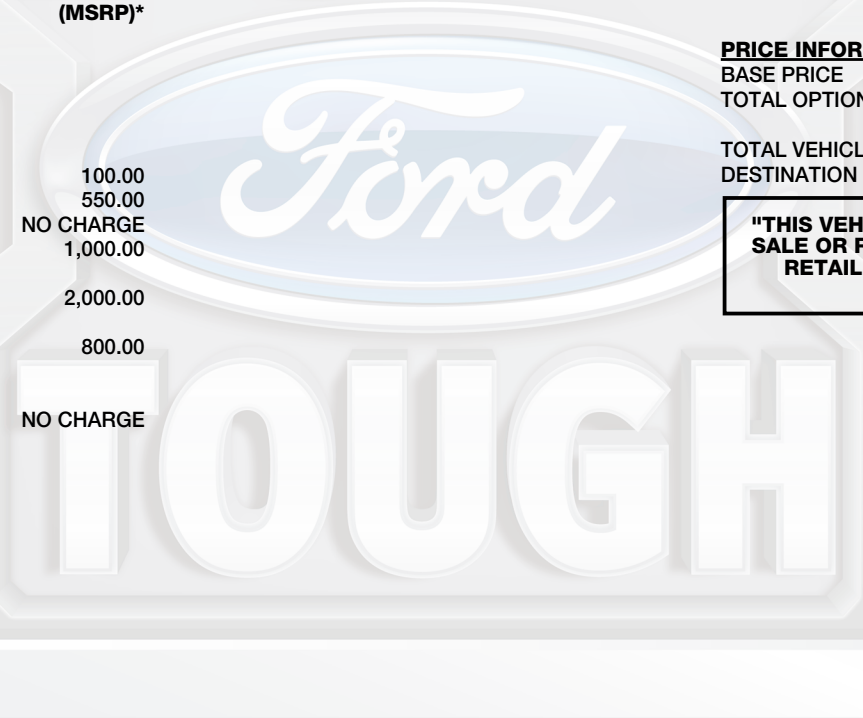 (MSRP)*
100.00
550.00
NO CHARGE
1,000.00
2,000.00
800.00
NO CHARGE
PRICE INFOR
BASE PRICE
TOTAL OPTION
TOTAL VEHICL
DESTINATION
"THIS VEH
SALE OR F
RETAIL
Ford
TOUGH